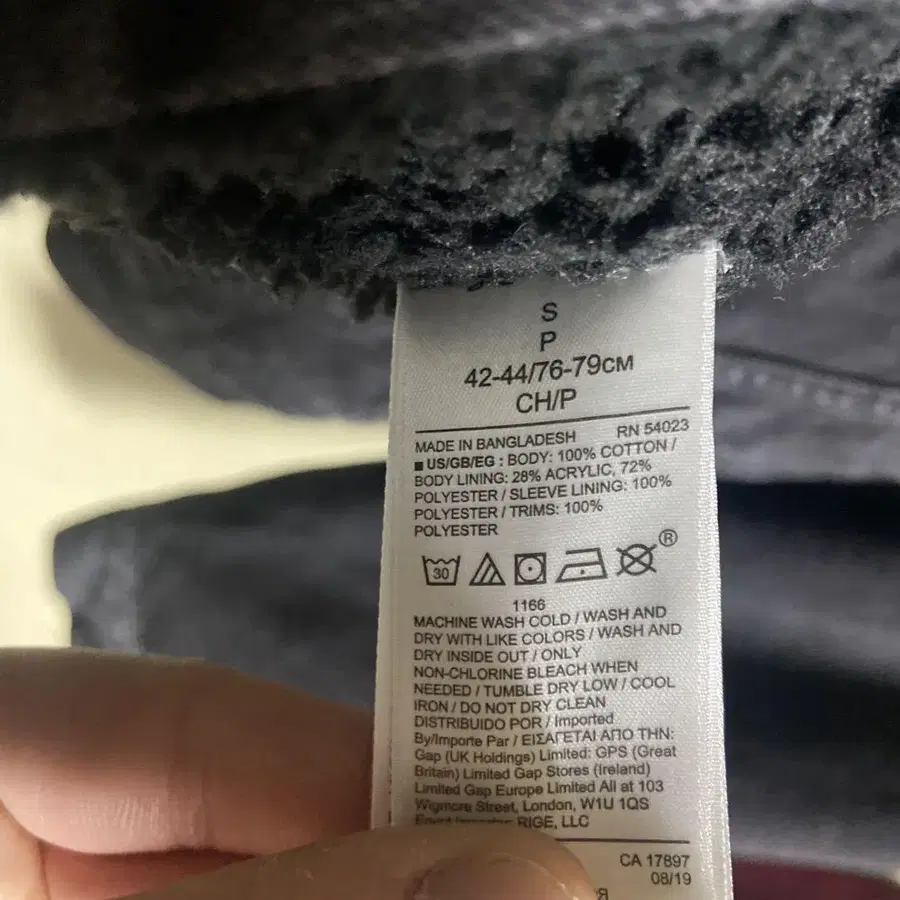 S
P
42-44/76-79CM
CH/P
MADE IN BANGLADESH RN 54023
US/GB/EG : BODY: 100% COTTON /
BODY LINING: 28% ACRYLIC, 72%
POLYESTER / SLEEVE LINING: 100%
POLYESTER / TRIMS: 100%
POLYESTER
30 ®
1166
MACHINE WASH COLD / WASH AND
DRY WITH LIKE COLORS / WASH AND
DRY INSIDE OUT / ONLY
NON-CHLORINE BLEACH WHEN
NEEDED / TUMBLE DRY LOW / COOL
IRON / DO NOT DRY CLEAN
DISTRIBUIDO POR / Imported
By/Importe Par / ΕΙΣΑΓΕΤΑΙ ΑΠΟ ΤΗΝ:
Gap (UK Holdings) Limited: GPS (Great
Britain) Limited Gap Stores (Ireland)
Limited Gap Europe Limited All at 103
Wigmore Street, London, W1U 1QS
Egypt Importer: RIGE, LLC
CA 17897
08/19